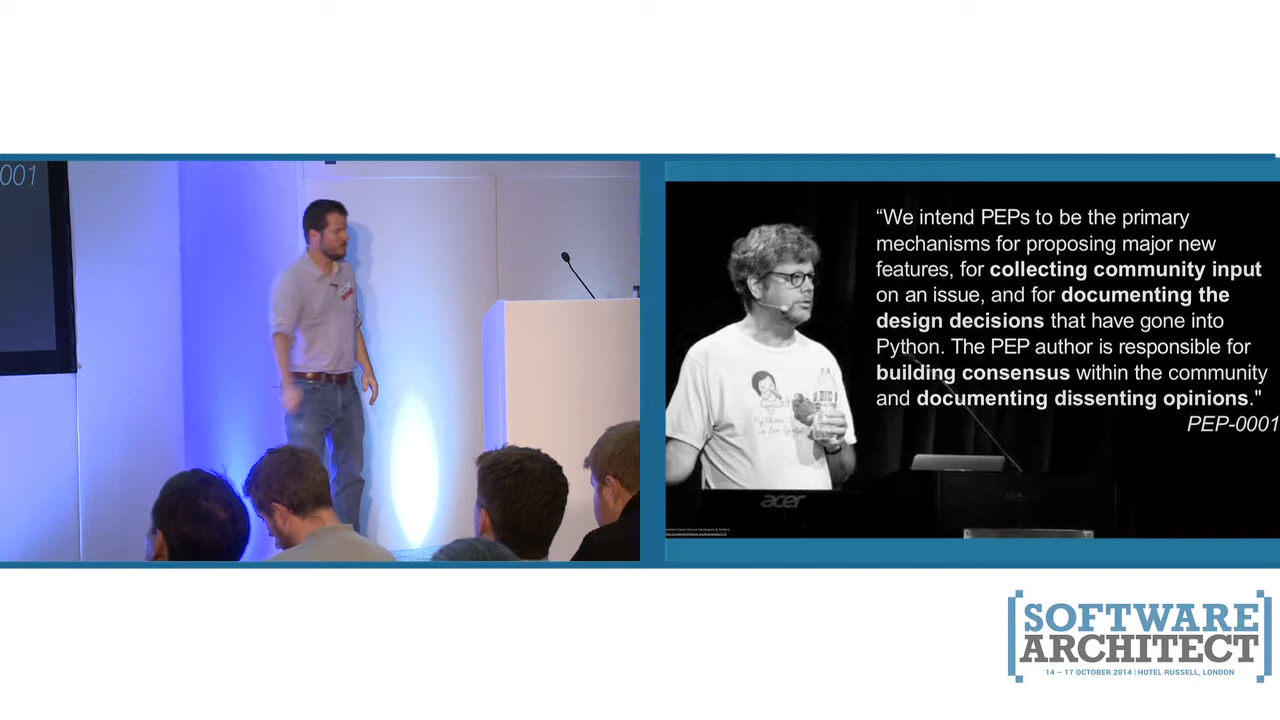 001
“We intend PEPs to be the primary
mechanisms for proposing major new
features, for collecting community input
on an issue, and for documenting the
design decisions that have gone into
Python. The PEP author is responsible for
building consensus within the community
and documenting dissenting opinions."
PEP-0001
acer
[SOFTWARE
ARCHITECT]
14 – 17 OCTOBER 2014 | HOTEL RUSSELL, LONDON